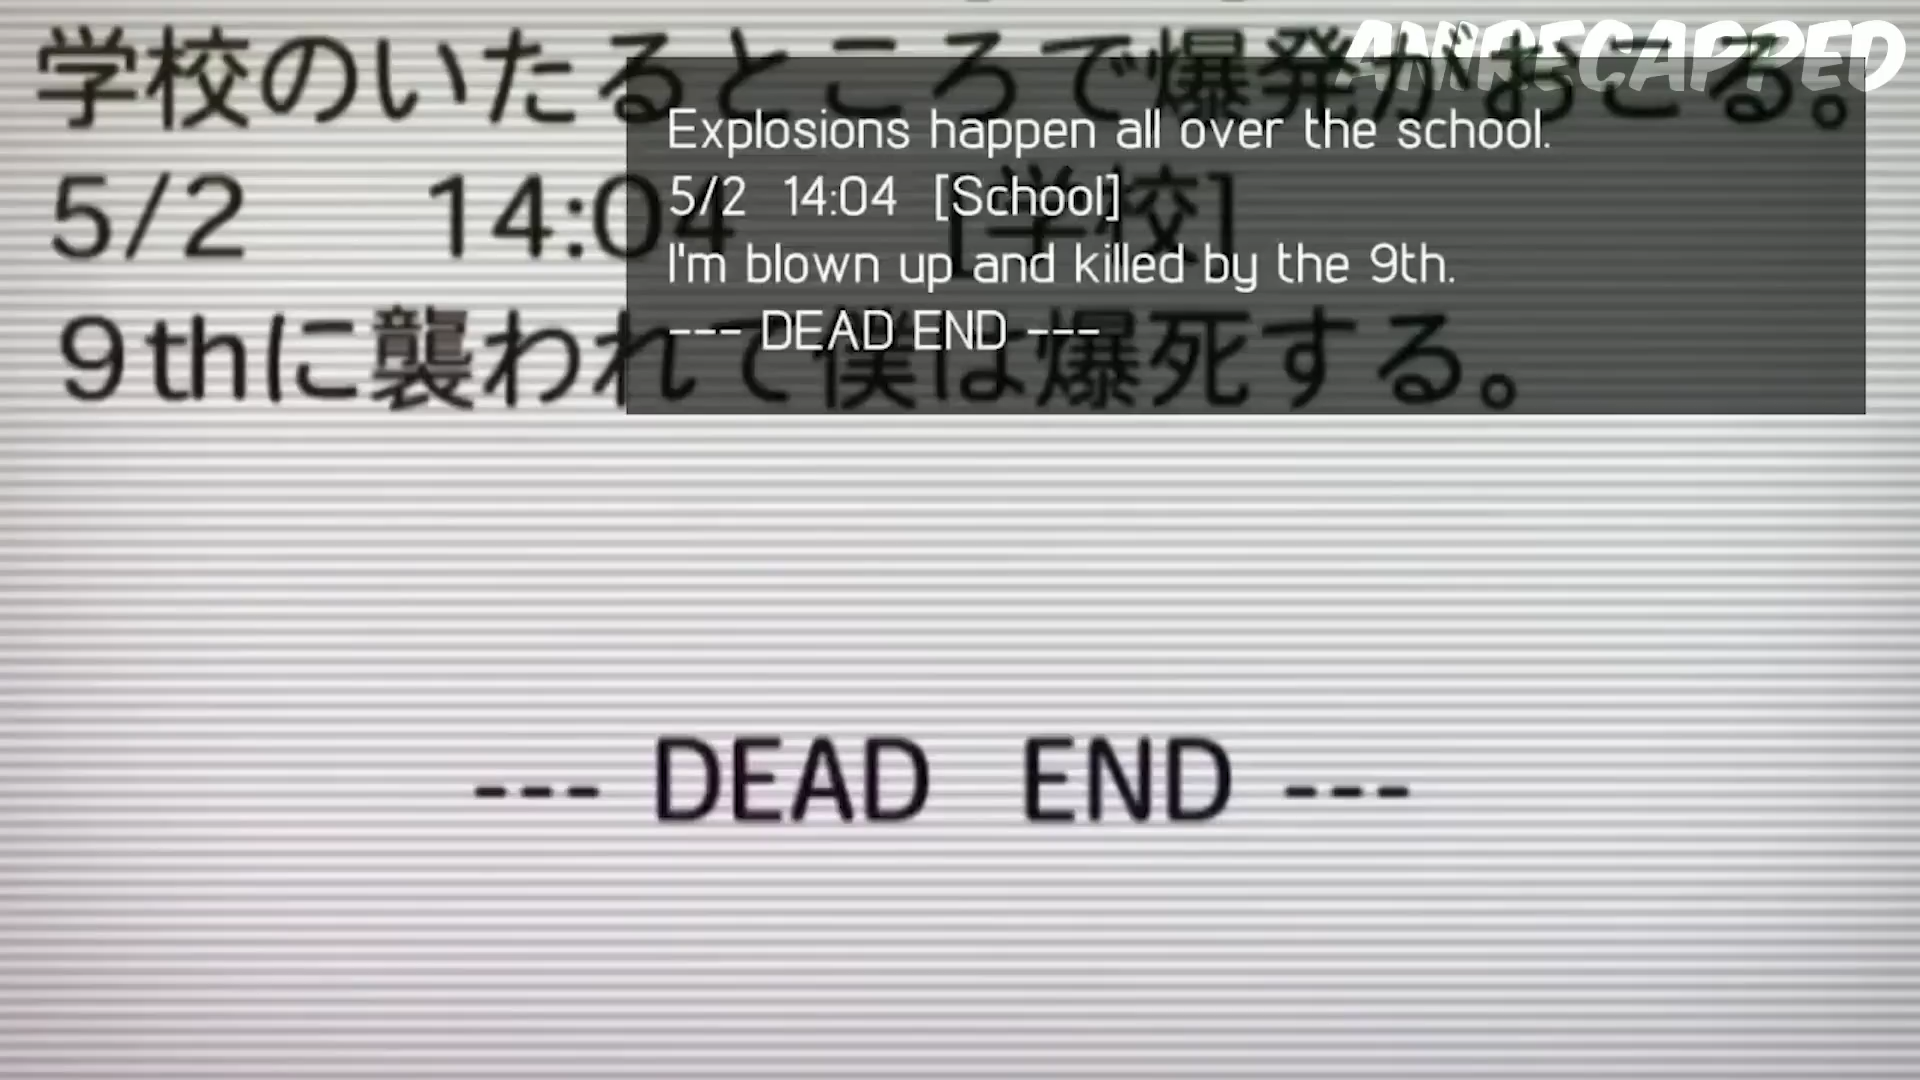 ANIRECAPPED
学校のいたるところで爆発がおこる。
5/2 14:04 [学校]
9thに襲われて僕は爆死する。
Explosions happen all over the school.
5/2 14:04 [School]
I'm blown up and killed by the 9th.
--- DEAD END ---
--- DEAD END ---